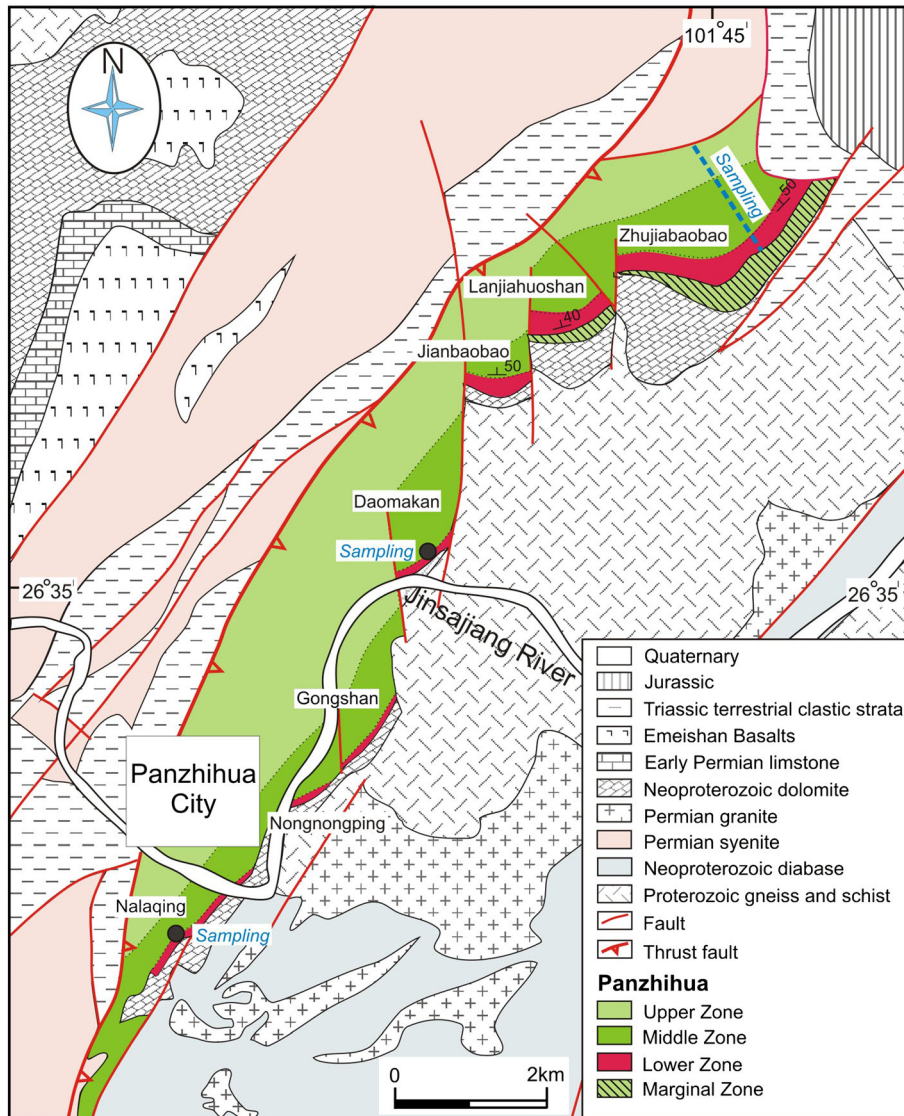 101°45'
N
Sampling
50
Zhujiabaobao
Lanjiahuoshan
40
Jianbaobao
50
Daomakan
Sampling
26°35'
26°35'
Jinsajiang River
Gongshan
Panzhihua
City
Nongnongping
Nalaqing
Sampling
0 2km
Quaternary
Jurassic
Triassic terrestrial clastic strata
Emeishan Basalts
Early Permian limstone
Neoproterozoic dolomite
Permian granite
Permian syenite
Neoproterozoic diabase
Proterozoic gneiss and schist
Fault
Thrust fault
Panzhihua
Upper Zone
Middle Zone
Lower Zone
Marginal Zone